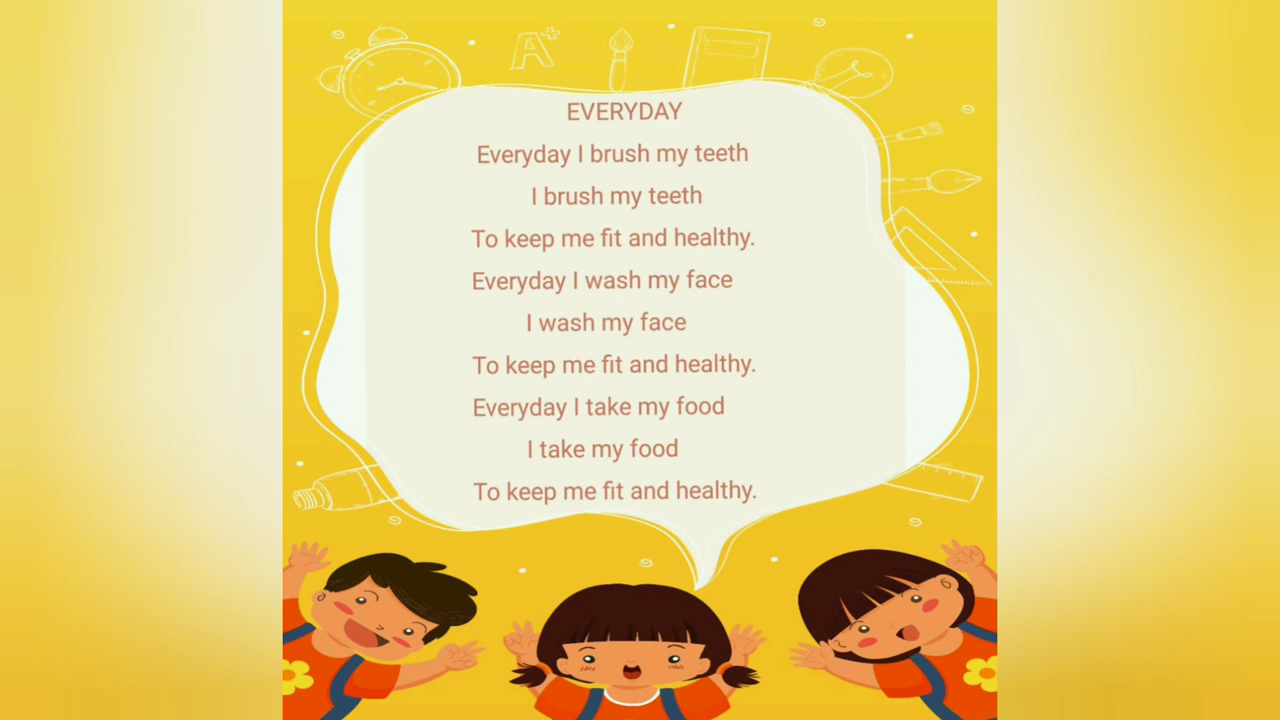 A+
EVERYDAY
Everyday I brush my teeth
I brush my teeth
To keep me fit and healthy.
Everyday I wash my face
I wash my face
To keep me fit and healthy.
Everyday I take my food
I take my food
To keep me fit and healthy.